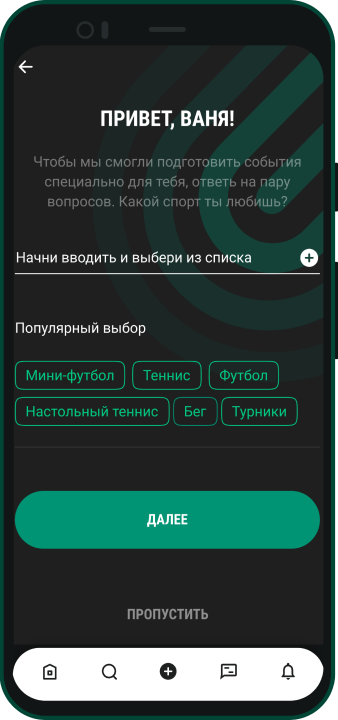 ПРИВЕТ, ВАНЯ!
Чтобы мы смогли подготовить события
специально для тебя, ответь на пару
вопросов. Какой спорт ты любишь?
Начни вводить и выбери из списка
Популярный выбор
Мини-футбол Теннис Футбол
Настольный теннис Бег Турники
ДАЛЕЕ
ПРОПУСТИТЬ